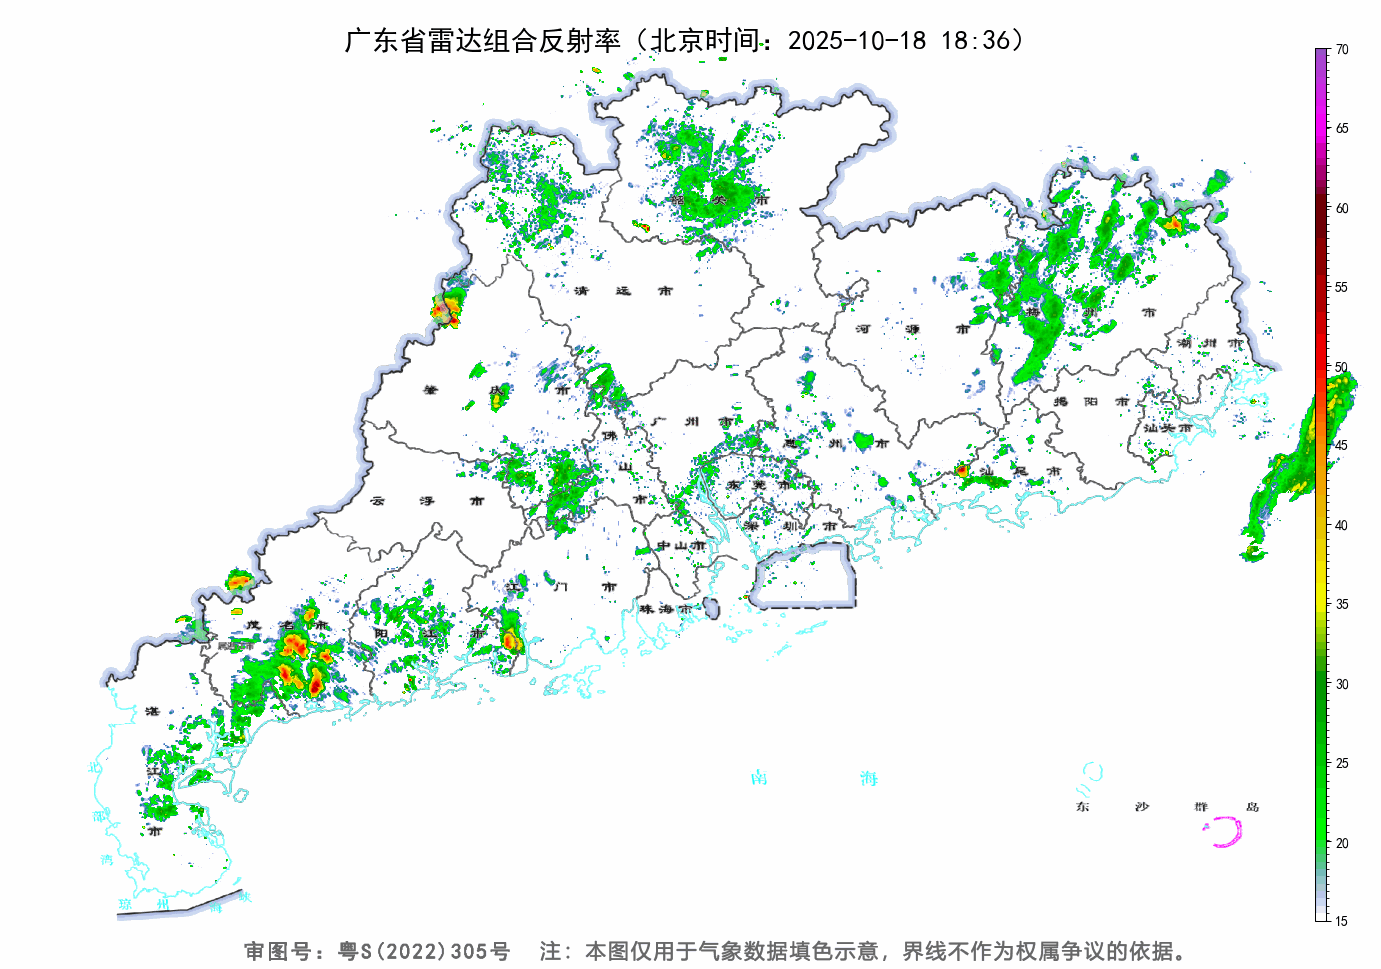 广东省雷达组合反射率（北京时间：2025-10-18 18:36）
70
65
60
55
50
45
40
35
30
25
20
15
韶 关 市
清 远 市
河 源 市
梅 州 市
潮 州 市
肇 庆 市
广 州 市
惠 州 市
揭 阳 市
汕头市
佛 山 市
东 莞 市
汕 尾 市
云 浮 市
深 圳 市
中山市
江 门 市
珠海市
茂 名 市
阳 江 市
湛 江 市
南 海
东 沙 群 岛
北 部 湾
琼 州 海 峡
审图号：粤S(2022)305号 注：本图仅用于气象数据填色示意，界线不作为权属争议的依据。